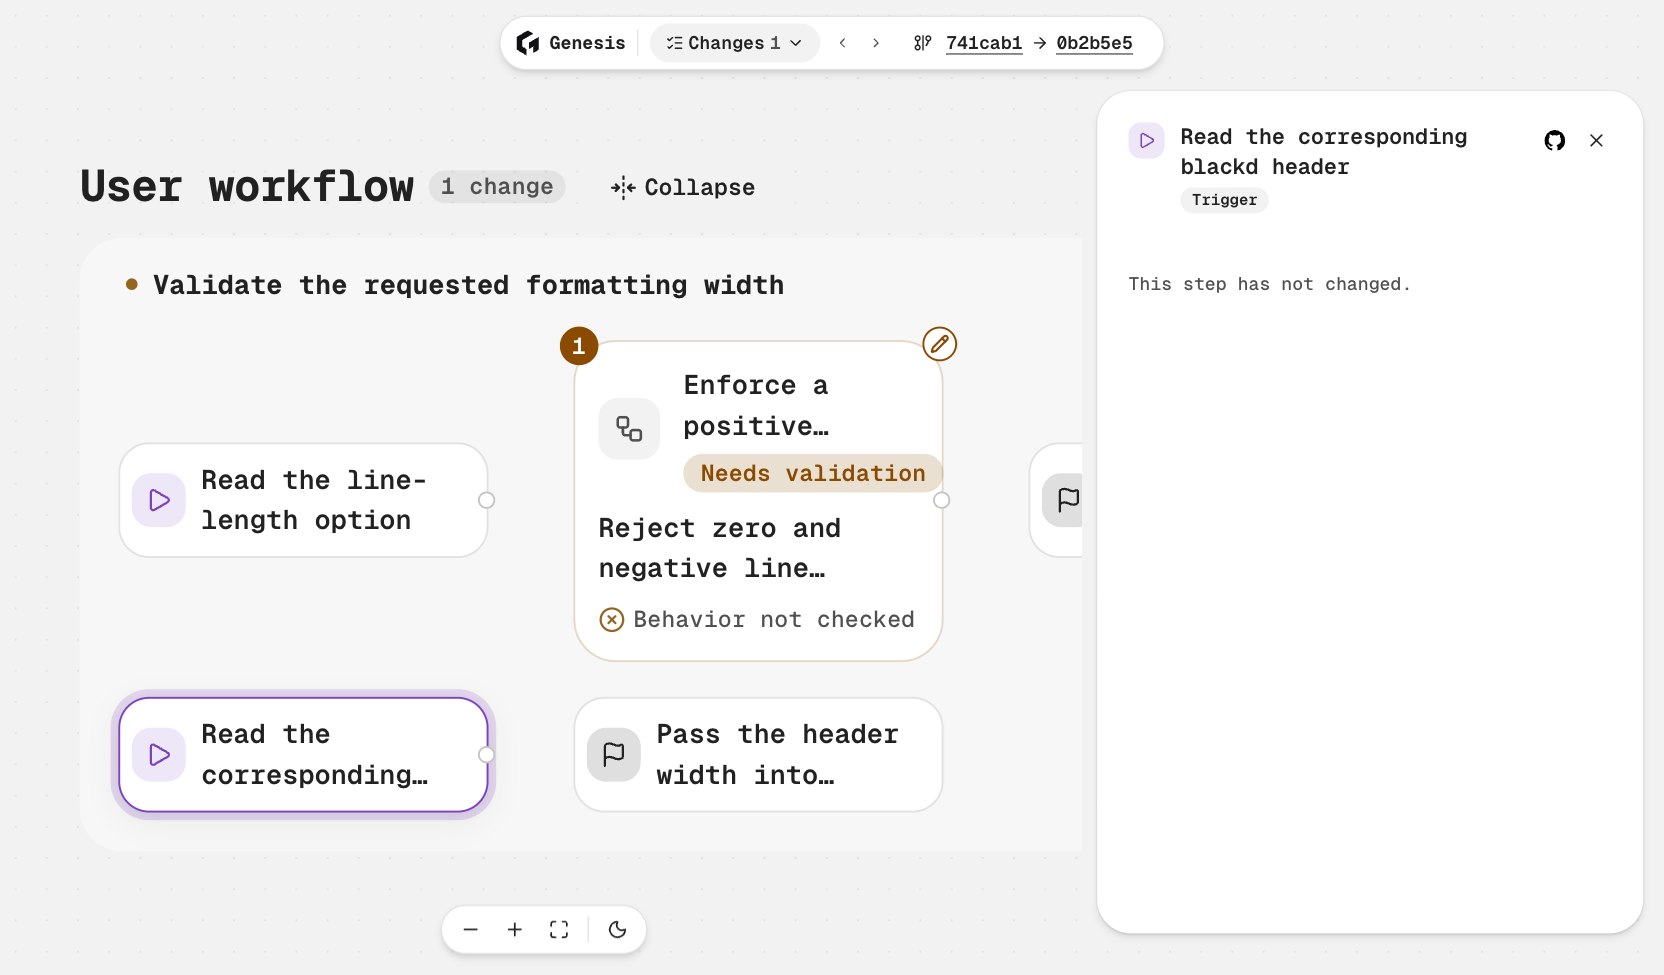 Genesis
Changes 1
741cab1 → 0b2b5e5
User workflow
1 change
Collapse
Validate the requested formatting width
1
Enforce a
positive…
Needs validation
Reject zero and
negative line…
Behavior not checked
Read the line-
length option
Read the
corresponding…
Pass the header
width into…
Read the corresponding
blackd header
Trigger
This step has not changed.